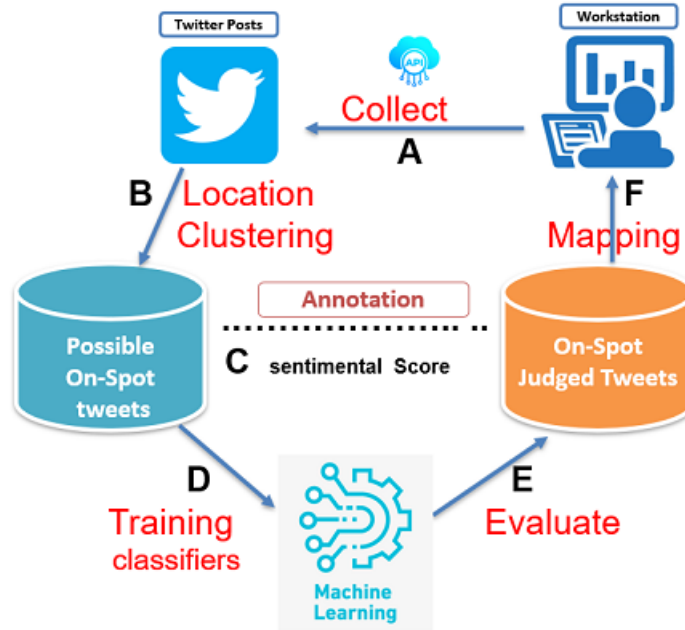 Twitter Posts
Workstation
API
Collect
A
B
Location
Clustering
F
Mapping
Annotation
Possible
On-Spot
tweets
On-Spot
Judged Tweets
C
sentimental Score
D
Training
classifiers
E
Evaluate
Machine
Learning